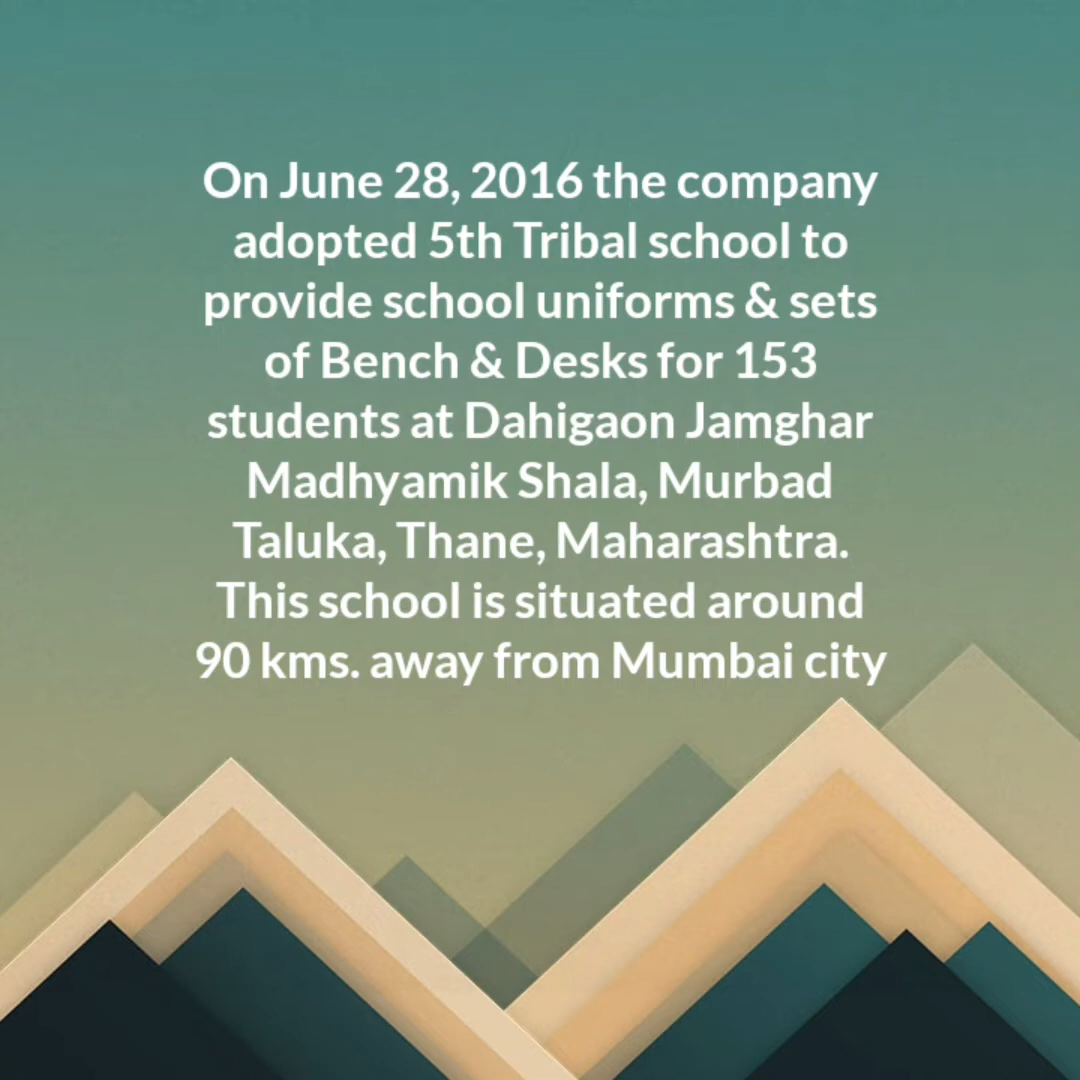 On June 28, 2016 the company
adopted 5th Tribal school to
provide school uniforms & sets
of Bench & Desks for 153
students at Dahigaon Jamghar
Madhyamik Shala, Murbad
Taluka, Thane, Maharashtra.
This school is situated around
90 kms. away from Mumbai city